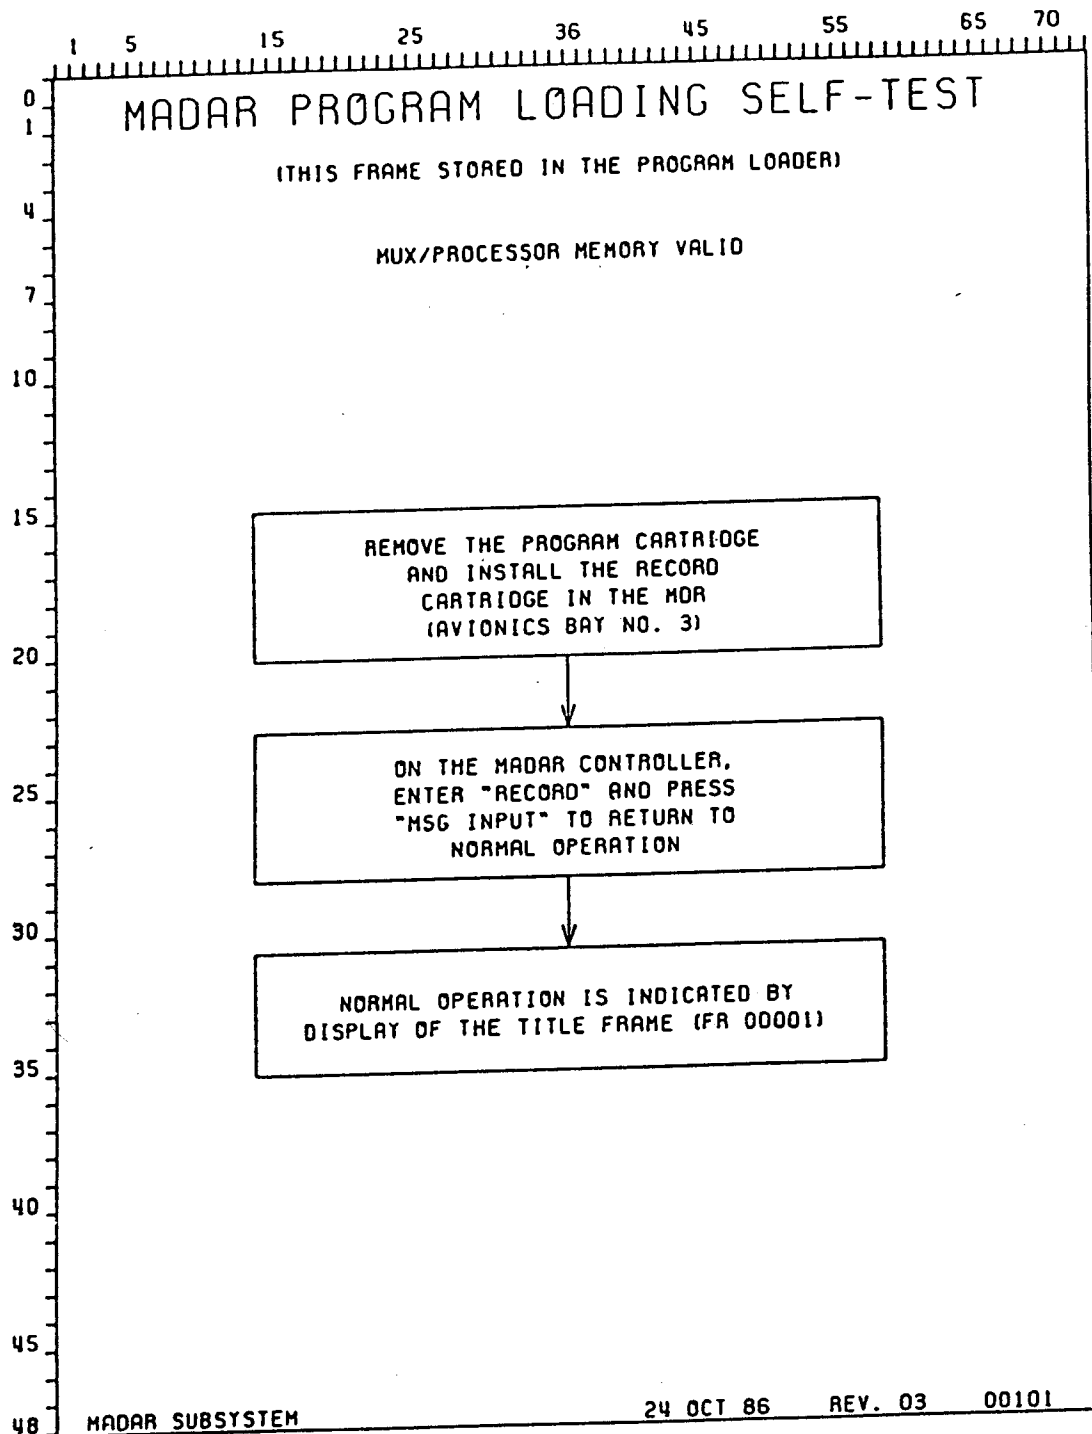 1 5 15 25 36 45 55 65 70
0
MADAR PROGRAM LOADING SELF-TEST
1
(THIS FRAME STORED IN THE PROGRAM LOADER)
4
MUX/PROCESSOR MEMORY VALID
7
10
15
REMOVE THE PROGRAM CARTRIDGE
AND INSTALL THE RECORD
CARTRIDGE IN THE MDR
(AVIONICS BAY NO. 3)
20
ON THE MADAR CONTROLLER,
25
ENTER "RECORD" AND PRESS
"MSG INPUT" TO RETURN TO
NORMAL OPERATION
30
NORMAL OPERATION IS INDICATED BY
DISPLAY OF THE TITLE FRAME (FR 00001)
35
40
45
48
MADAR SUBSYSTEM 24 OCT 86 REV. 03 00101